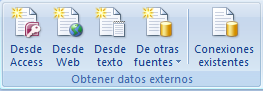 Desde Access
Desde Web
Desde texto
De otras fuentes
Conexiones existentes
Obtener datos externos